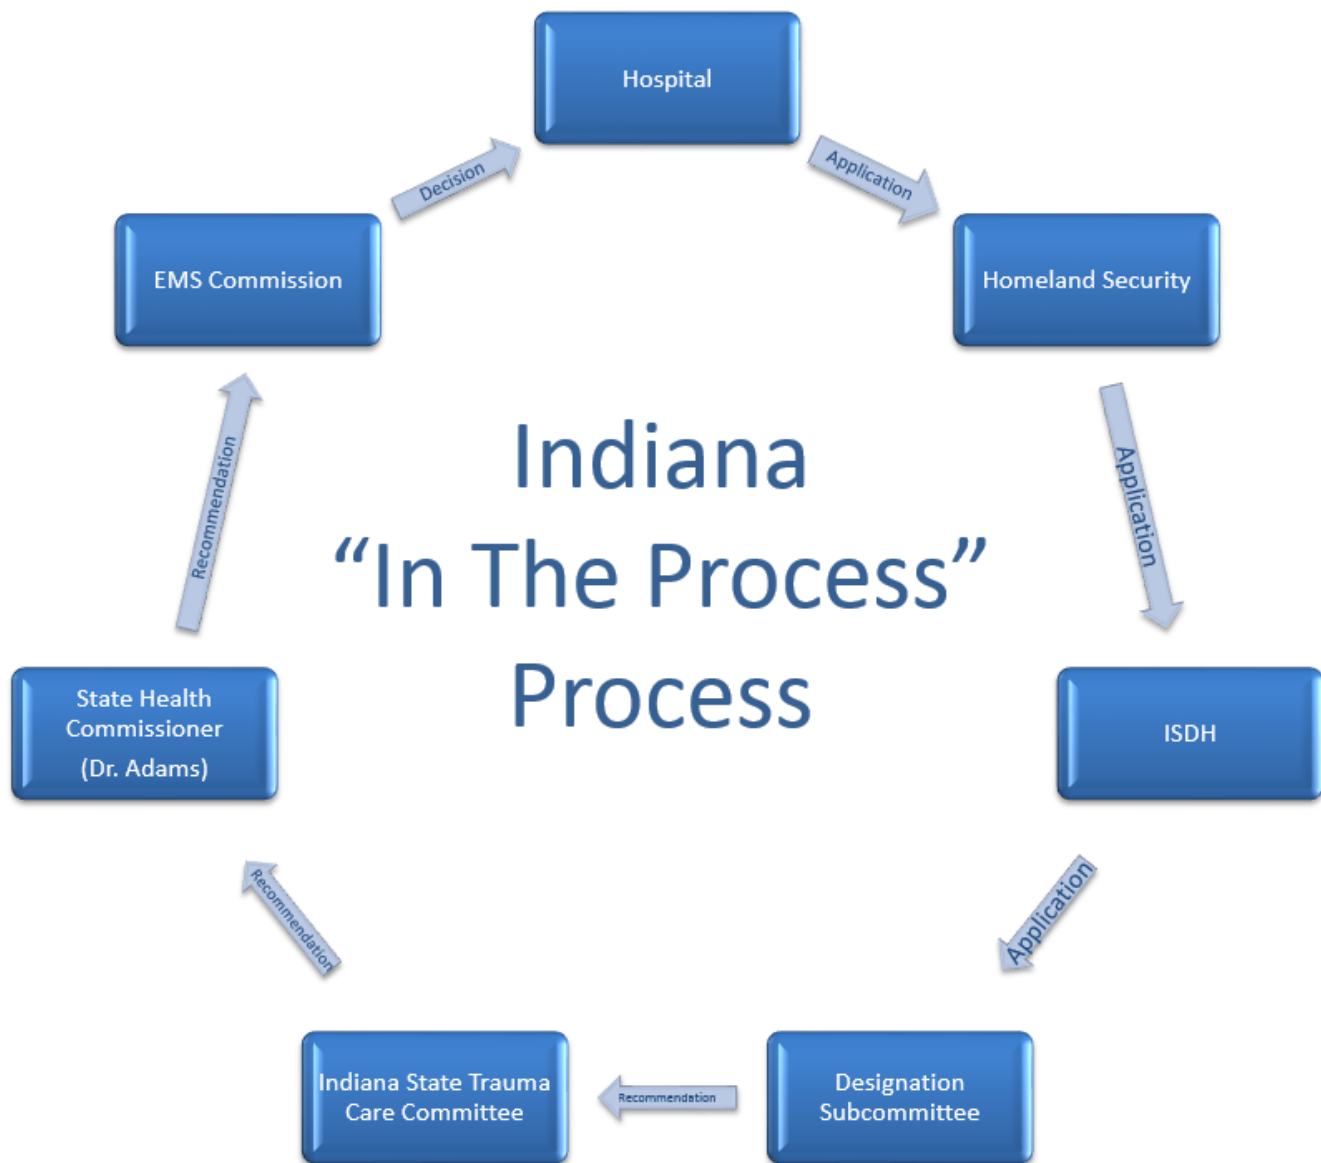 Hospital
Application
Homeland Security
Application
ISDH
Application
Designation
Subcommittee
Recommendation
Indiana State Trauma
Care Committee
Recommendation
State Health
Commissioner
(Dr. Adams)
Recommendation
EMS Commission
Decision
Indiana
“In The Process”
Process